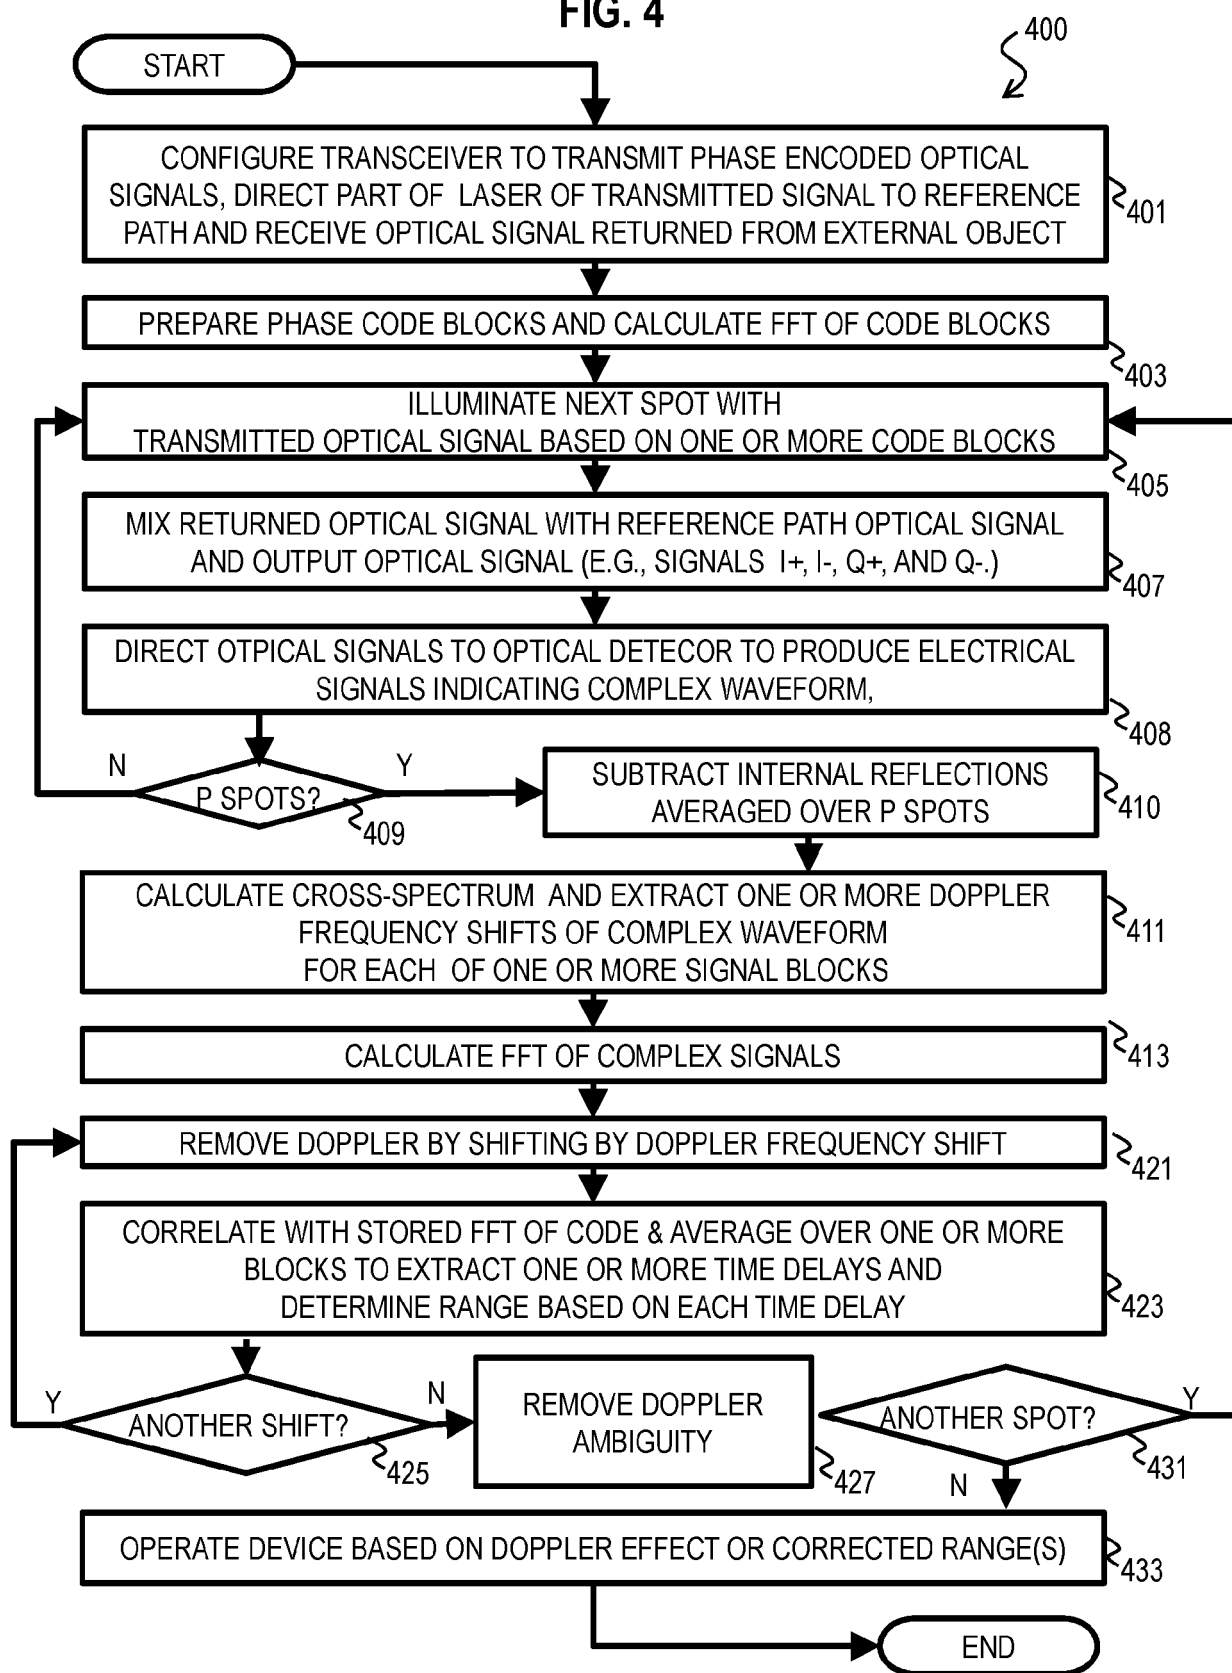 FIG. 4
400
START
CONFIGURE TRANSCEIVER TO TRANSMIT PHASE ENCODED OPTICAL
SIGNALS, DIRECT PART OF LASER OF TRANSMITTED SIGNAL TO REFERENCE
PATH AND RECEIVE OPTICAL SIGNAL RETURNED FROM EXTERNAL OBJECT
401
PREPARE PHASE CODE BLOCKS AND CALCULATE FFT OF CODE BLOCKS
403
ILLUMINATE NEXT SPOT WITH
TRANSMITTED OPTICAL SIGNAL BASED ON ONE OR MORE CODE BLOCKS
405
MIX RETURNED OPTICAL SIGNAL WITH REFERENCE PATH OPTICAL SIGNAL
AND OUTPUT OPTICAL SIGNAL (E.G., SIGNALS I+, I-, Q+, AND Q-.)
407
DIRECT OTPICAL SIGNALS TO OPTICAL DETECOR TO PRODUCE ELECTRICAL
SIGNALS INDICATING COMPLEX WAVEFORM,
408
N
P SPOTS?
Y
409
SUBTRACT INTERNAL REFLECTIONS
AVERAGED OVER P SPOTS
410
CALCULATE CROSS-SPECTRUM AND EXTRACT ONE OR MORE DOPPLER
FREQUENCY SHIFTS OF COMPLEX WAVEFORM
FOR EACH OF ONE OR MORE SIGNAL BLOCKS
411
CALCULATE FFT OF COMPLEX SIGNALS
413
REMOVE DOPPLER BY SHIFTING BY DOPPLER FREQUENCY SHIFT
421
CORRELATE WITH STORED FFT OF CODE & AVERAGE OVER ONE OR MORE
BLOCKS TO EXTRACT ONE OR MORE TIME DELAYS AND
DETERMINE RANGE BASED ON EACH TIME DELAY
423
Y
ANOTHER SHIFT?
N
425
REMOVE DOPPLER
AMBIGUITY
427
ANOTHER SPOT?
Y
431
N
OPERATE DEVICE BASED ON DOPPLER EFFECT OR CORRECTED RANGE(S)
433
END